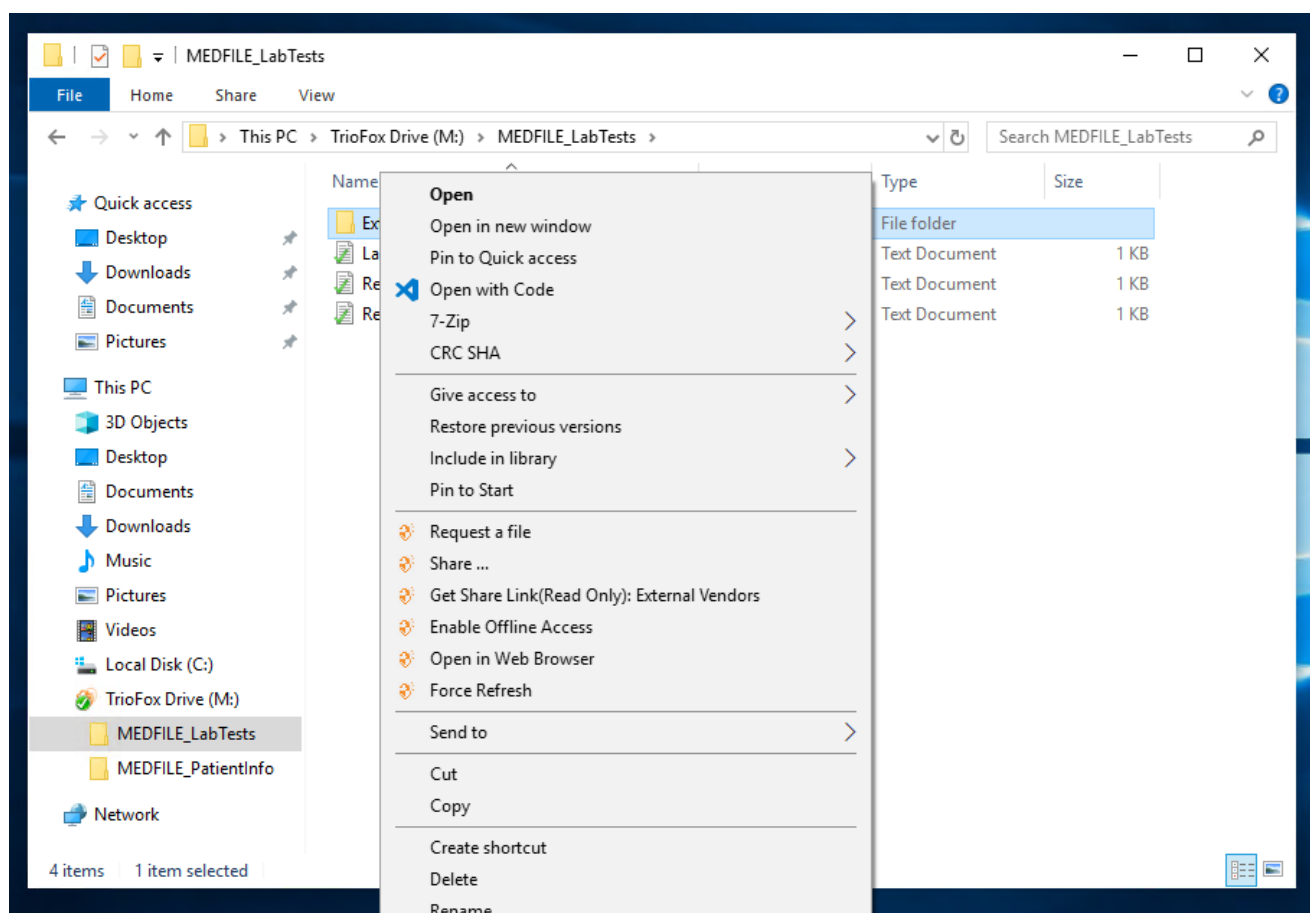 MEDFILE_LabTests
File Home Share View
This PC > TrioFox Drive (M:) > MEDFILE_LabTests >
Search MEDFILE_LabTests
Name Type Size
Quick access
Desktop
Downloads
Documents
Pictures
This PC
3D Objects
Desktop
Documents
Downloads
Music
Pictures
Videos
Local Disk (C:)
TrioFox Drive (M:)
MEDFILE_LabTests
MEDFILE_PatientInfo
Network
Ex File folder
La Text Document 1 KB
Re Text Document 1 KB
Re Text Document 1 KB
Open
Open in new window
Pin to Quick access
Open with Code
7-Zip
CRC SHA
Give access to
Restore previous versions
Include in library
Pin to Start
Request a file
Share ...
Get Share Link(Read Only): External Vendors
Enable Offline Access
Open in Web Browser
Force Refresh
Send to
Cut
Copy
Create shortcut
Delete
Rename
4 items 1 item selected